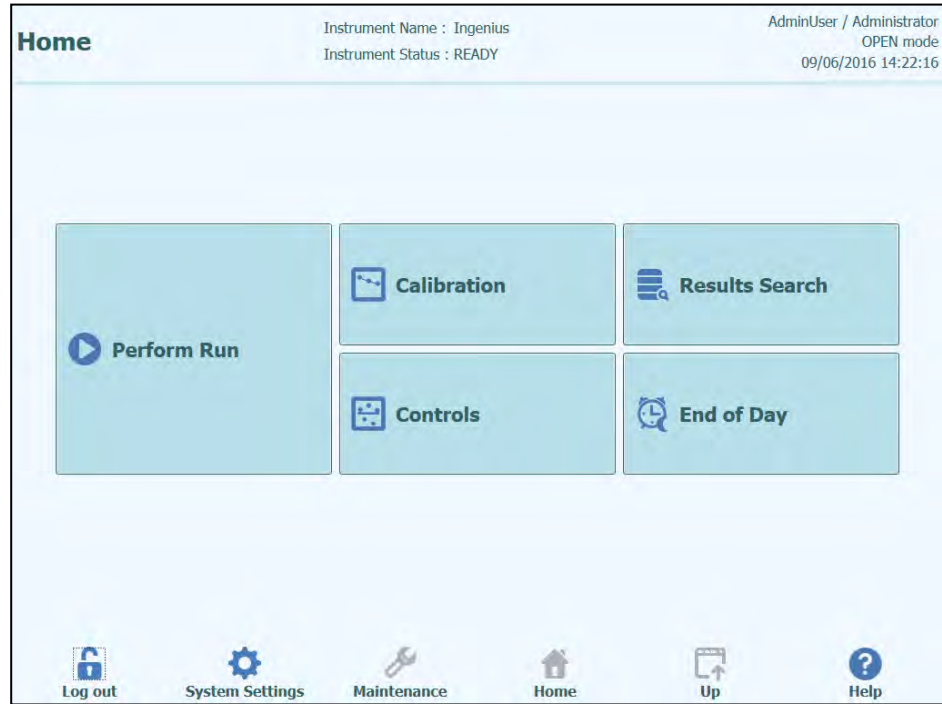 Home
Instrument Name : Ingenius
Instrument Status : READY
AdminUser / Administrator
OPEN mode
09/06/2016 14:22:16
Perform Run
Calibration
Results Search
Controls
End of Day
Log out
System Settings
Maintenance
Home
Up
Help